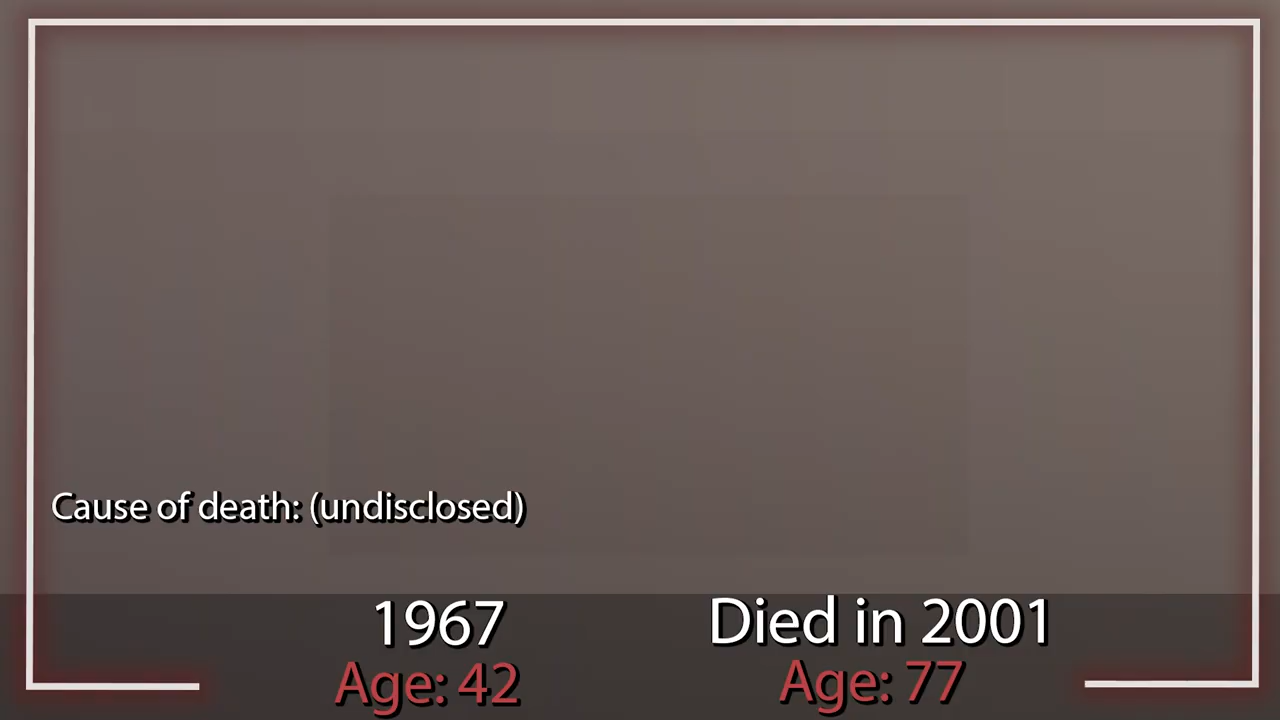 Cause of death: (undisclosed)
1967
Died in 2001
Age: 42
Age: 77